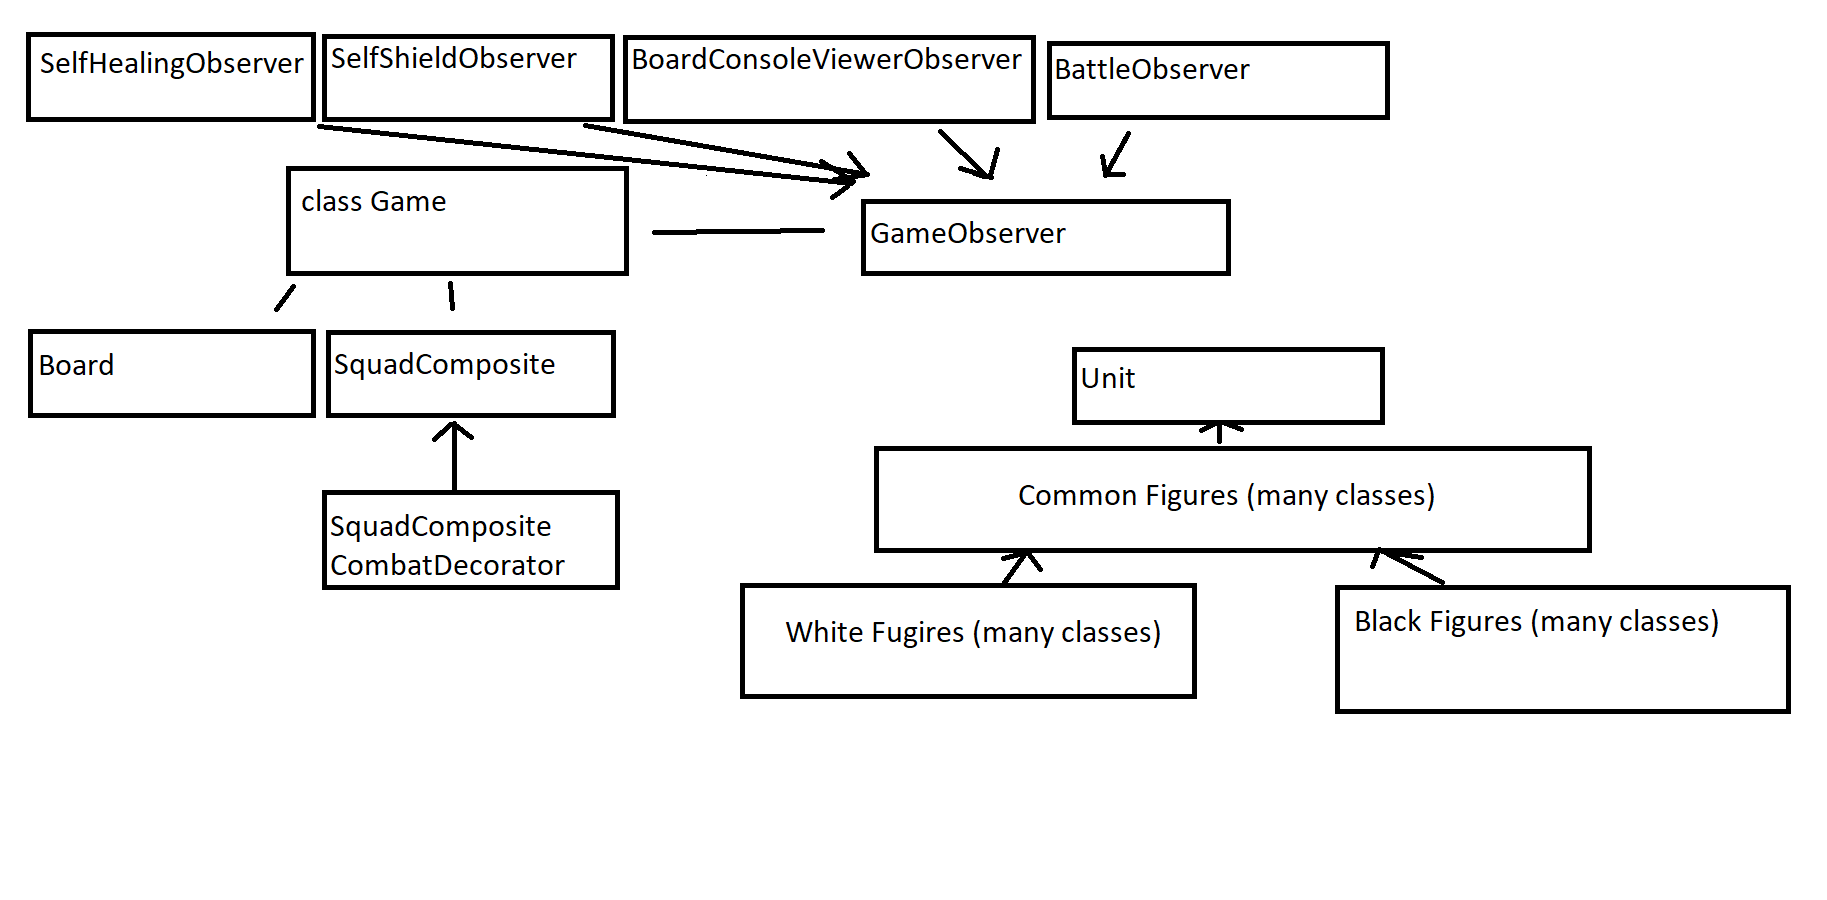 SelfHealingObserver
SelfShieldObserver
BoardConsoleViewerObserver
BattleObserver
class Game
GameObserver
Board
SquadComposite
Unit
Common Figures (many classes)
SquadComposite
CombatDecorator
White Fugires (many classes)
Black Figures (many classes)